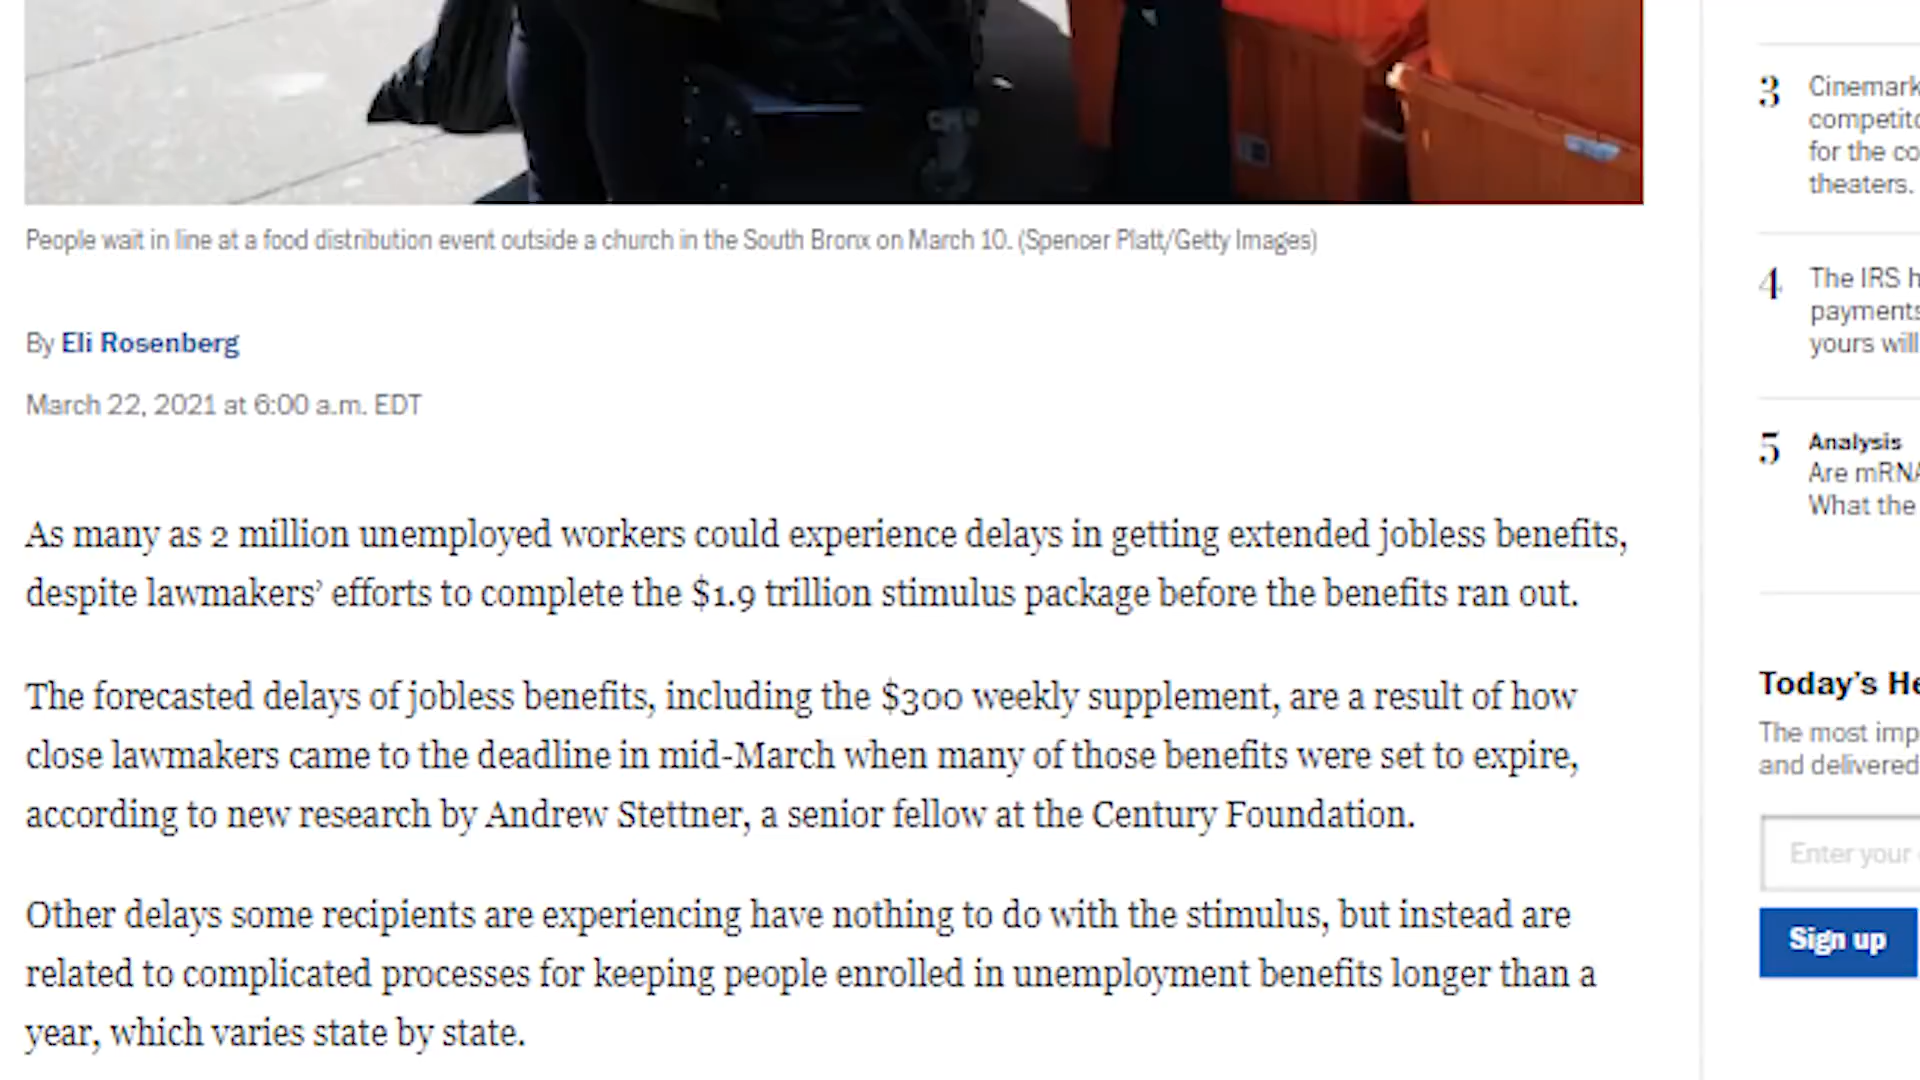 People wait in line at a food distribution event outside a church in the South Bronx on March 10. (Spencer Platt/Getty Images)
By Eli Rosenberg
March 22, 2021 at 6:00 a.m. EDT
As many as 2 million unemployed workers could experience delays in getting extended jobless benefits,
despite lawmakers’ efforts to complete the $1.9 trillion stimulus package before the benefits ran out.
The forecasted delays of jobless benefits, including the $300 weekly supplement, are a result of how
close lawmakers came to the deadline in mid-March when many of those benefits were set to expire,
according to new research by Andrew Stettner, a senior fellow at the Century Foundation.
Other delays some recipients are experiencing have nothing to do with the stimulus, but instead are
related to complicated processes for keeping people enrolled in unemployment benefits longer than a
year, which varies state by state.
3
Cinemark
competito
for the co
theaters.
4
The IRS h
payments
yours will
5
Analysis
Are mRNA
What the
Today’s He
The most imp
and delivered
Enter your
Sign up